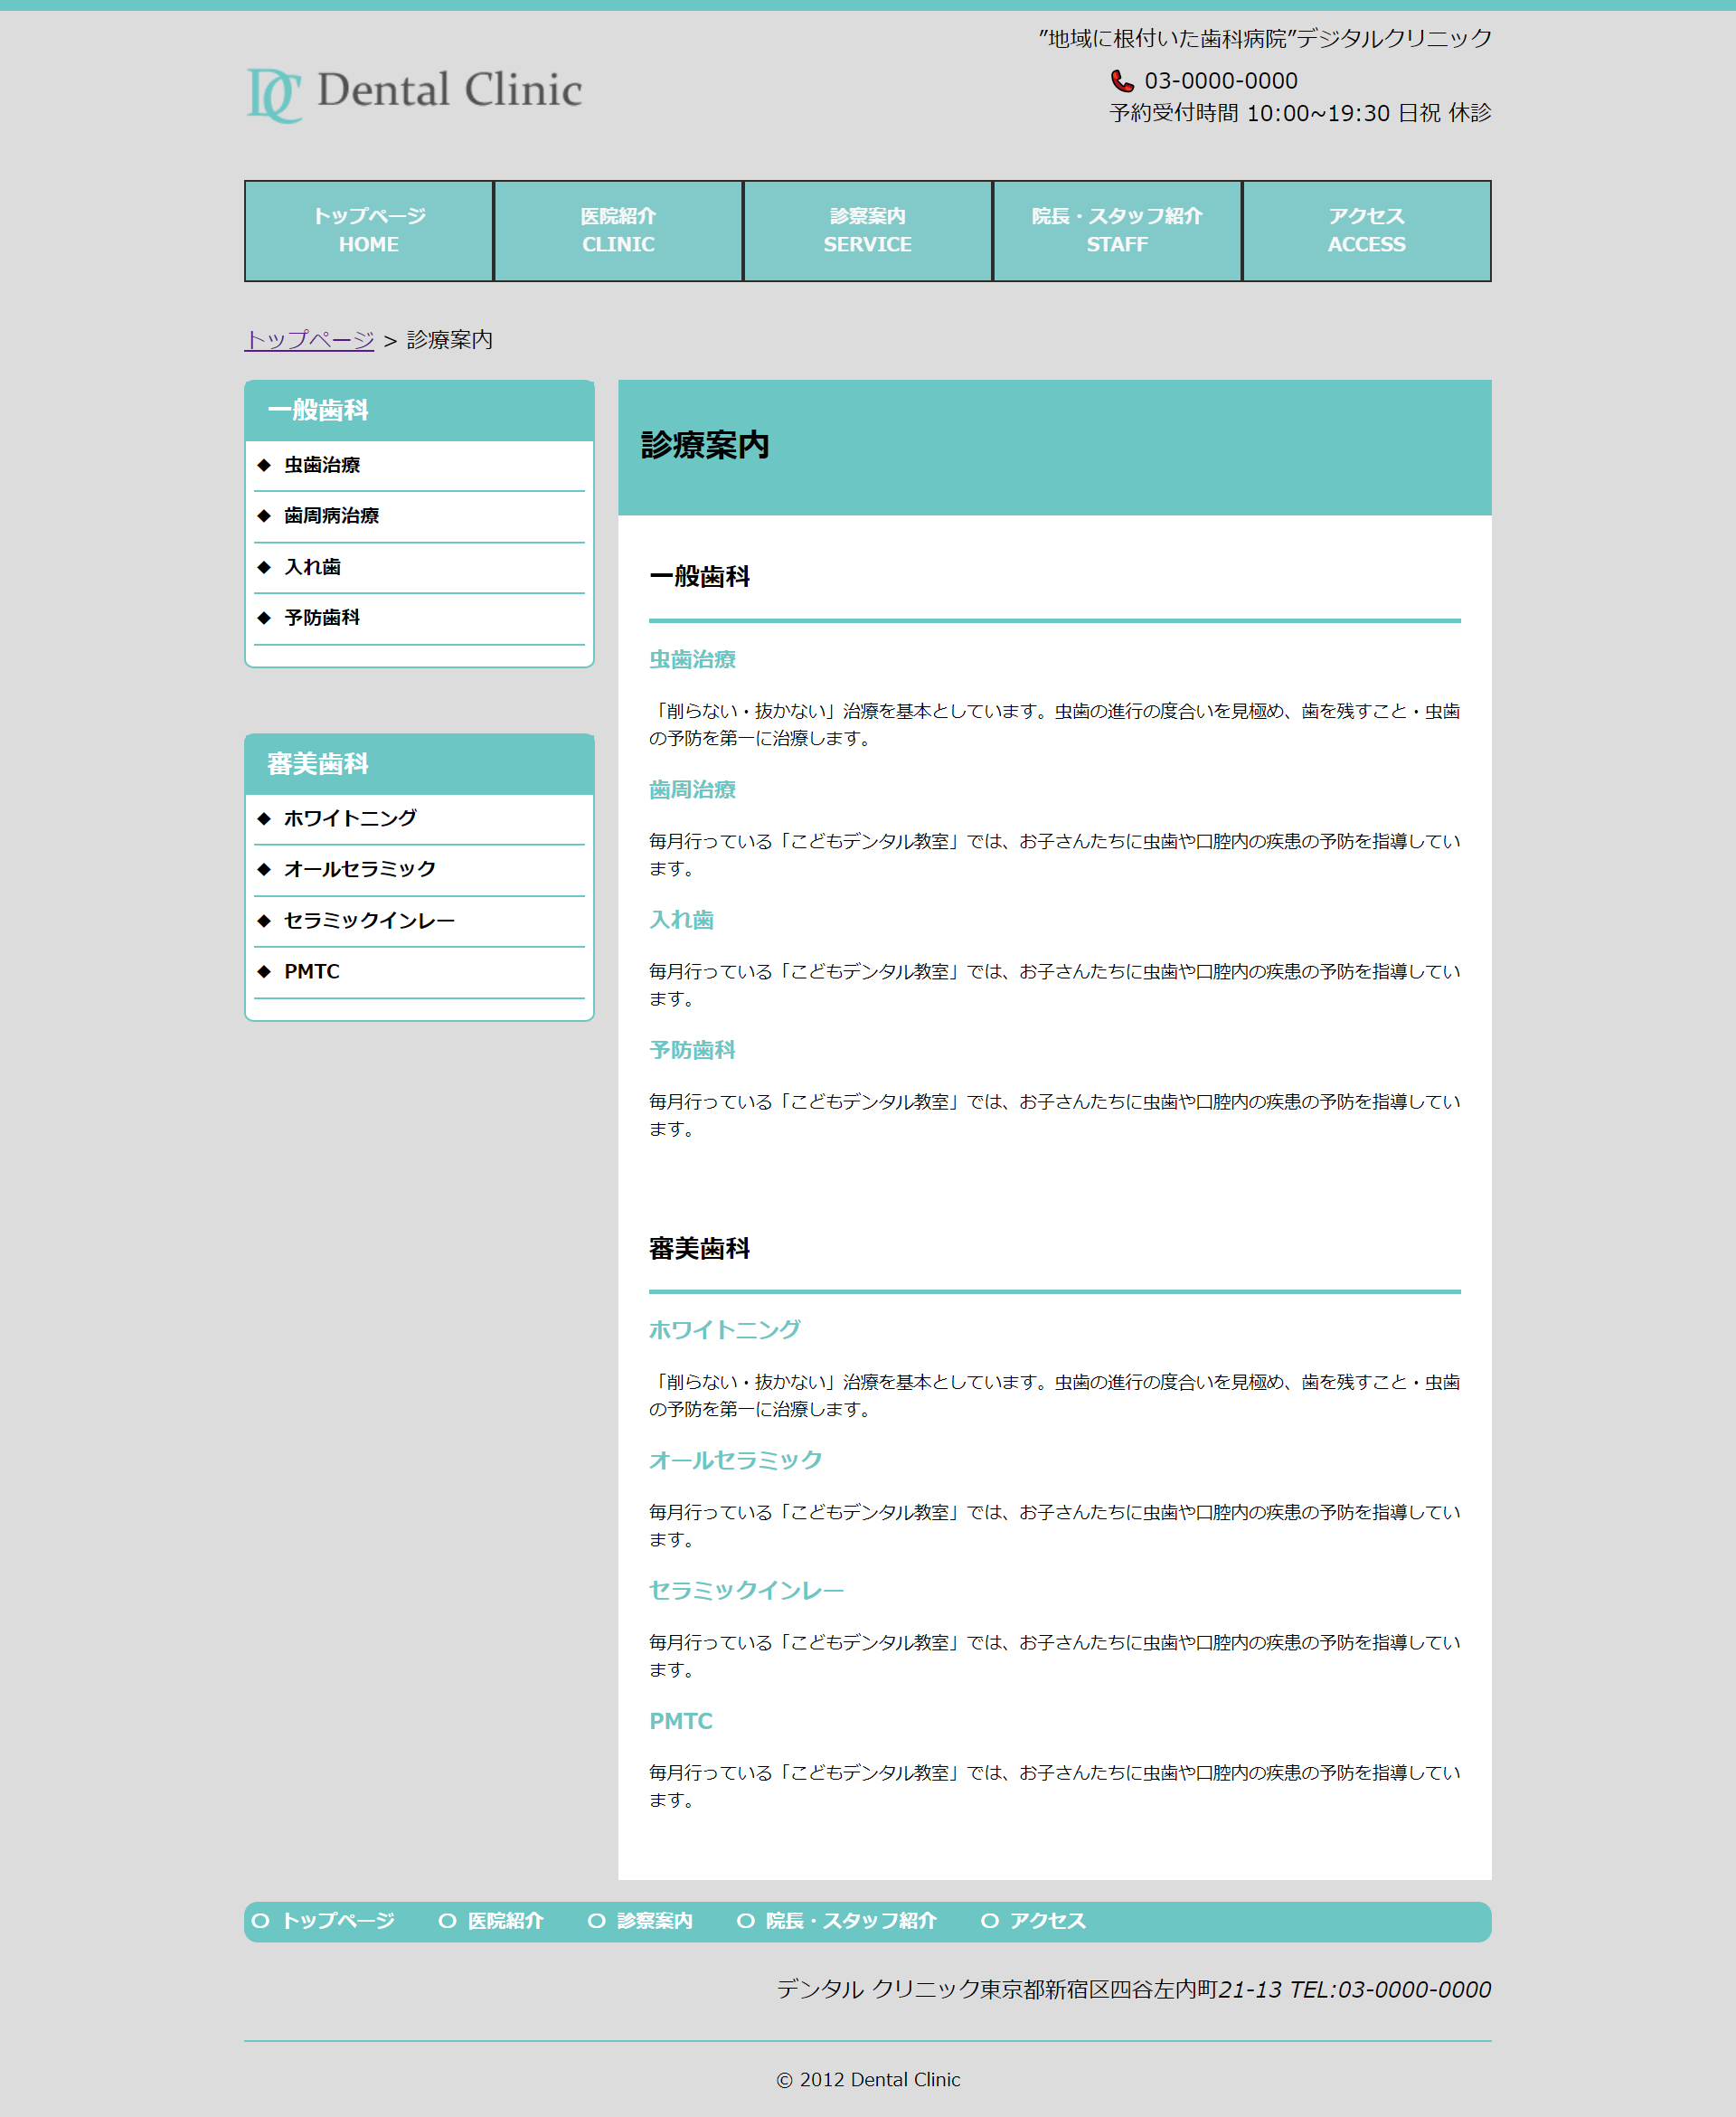 ”地域に根付いた歯科病院”デジタルクリニック
DC Dental Clinic
03-0000-0000
予約受付時間 10:00~19:30 日祝 休診
トップページ 医院紹介 診察案内 院長・スタッフ紹介 アクセス
HOME CLINIC SERVICE STAFF ACCESS
トップページ > 診療案内
一般歯科
◆ 虫歯治療
◆ 歯周病治療
◆ 入れ歯
◆ 予防歯科
審美歯科
◆ ホワイトニング
◆ オールセラミック
◆ セラミックインレー
◆ PMTC
診療案内
一般歯科
虫歯治療
「削らない・抜かない」治療を基本としています。虫歯の進行の度合いを見極め、歯を残すこと・虫歯
の予防を第一に治療します。
歯周治療
毎月行っている「こどもデンタル教室」では、お子さんたちに虫歯や口腔内の疾患の予防を指導してい
ます。
入れ歯
毎月行っている「こどもデンタル教室」では、お子さんたちに虫歯や口腔内の疾患の予防を指導してい
ます。
予防歯科
毎月行っている「こどもデンタル教室」では、お子さんたちに虫歯や口腔内の疾患の予防を指導してい
ます。
審美歯科
ホワイトニング
「削らない・抜かない」治療を基本としています。虫歯の進行の度合いを見極め、歯を残すこと・虫歯
の予防を第一に治療します。
オールセラミック
毎月行っている「こどもデンタル教室」では、お子さんたちに虫歯や口腔内の疾患の予防を指導してい
ます。
セラミックインレー
毎月行っている「こどもデンタル教室」では、お子さんたちに虫歯や口腔内の疾患の予防を指導してい
ます。
PMTC
毎月行っている「こどもデンタル教室」では、お子さんたちに虫歯や口腔内の疾患の予防を指導してい
ます。
○ トップページ ○ 医院紹介 ○ 診察案内 ○ 院長・スタッフ紹介 ○ アクセス
デンタル クリニック東京都新宿区四谷左内町21-13 TEL:03-0000-0000
© 2012 Dental Clinic